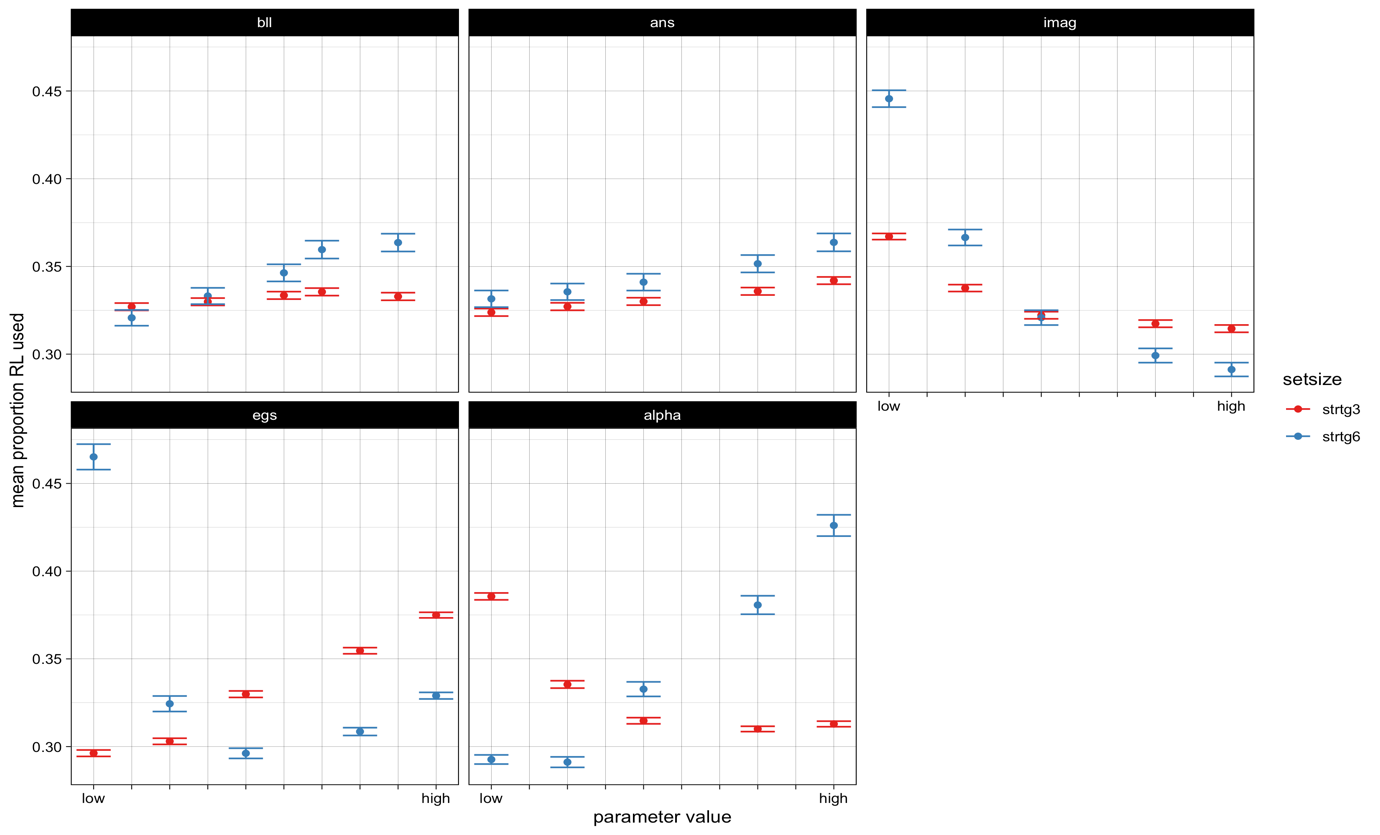 bll
ans
imag
0.45
0.40
0.35
0.30
low
high
egs
alpha
0.45
0.40
0.35
0.30
low
high
low
high
mean proportion RL used
parameter value
setsize
strtg3
strtg6